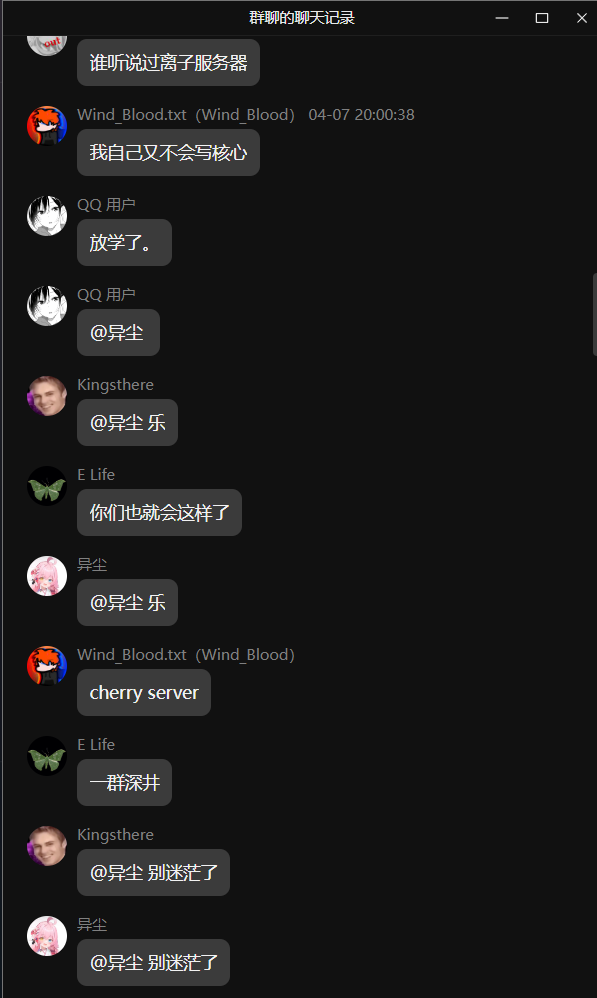 群聊的聊天记录
out
谁听说过离子服务器
Wind_Blood.txt（Wind_Blood） 04-07 20:00:38
我自己又不会写核心
QQ 用户
放学了。
QQ 用户
@异尘
Kingsthere
@异尘 乐
E Life
你们也就会这样了
异尘
@异尘 乐
Wind_Blood.txt（Wind_Blood）
cherry server
E Life
一群深井
Kingsthere
@异尘 别迷茫了
异尘
@异尘 别迷茫了